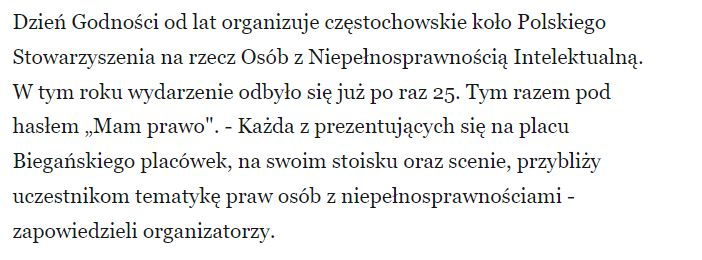 Dzień Godności od lat organizuje częstochowskie koło Polskiego
Stowarzyszenia na rzecz Osób z Niepełnosprawnością Intelektualną.
W tym roku wydarzenie odbyło się już po raz 25. Tym razem pod
hasłem „Mam prawo". - Każda z prezentujących się na placu
Biegańskiego placówek, na swoim stoisku oraz scenie, przybliży
uczestnikom tematykę praw osób z niepełnosprawnościami -
zapowiedzieli organizatorzy.